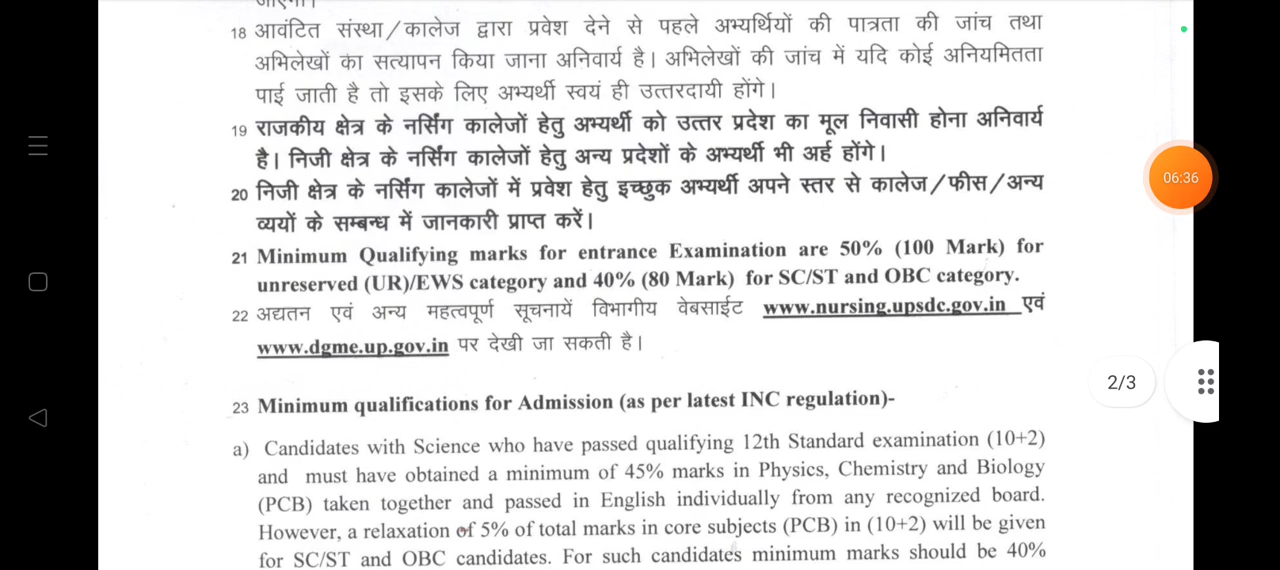 18 आवंटित संस्था/कालेज द्वारा प्रवेश देने से पहले अभ्यर्थियों की पात्रता की जांच तथा
अभिलेखों का सत्यापन किया जाना अनिवार्य है। अभिलेखों की जांच में यदि कोई अनियमितता
पाई जाती है तो इसके लिए अभ्यर्थी स्वयं ही उत्तरदायी होंगे।
19 राजकीय क्षेत्र के नर्सिंग कालेजों हेतु अभ्यर्थी को उत्तर प्रदेश का मूल निवासी होना अनिवार्य
है। निजी क्षेत्र के नर्सिंग कालेजों हेतु अन्य प्रदेशों के अभ्यर्थी भी अर्ह होंगे।
06:36
20 निजी क्षेत्र के नर्सिंग कालेजों में प्रवेश हेतु इच्छुक अभ्यर्थी अपने स्तर से कालेज/फीस/अन्य
व्ययों के सम्बन्ध में जानकारी प्राप्त करें।
21 Minimum Qualifying marks for entrance Examination are 50% (100 Mark) for
unreserved (UR)/EWS category and 40% (80 Mark) for SC/ST and OBC category.
22 अद्यतन एवं अन्य महत्वपूर्ण सूचनायें विभागीय वेबसाईट www.nursing.upsdc.gov.in एवं
www.dgme.up.gov.in पर देखी जा सकती है।
2/3
23 Minimum qualifications for Admission (as per latest INC regulation)-
a) Candidates with Science who have passed qualifying 12th Standard examination (10+2)
and must have obtained a minimum of 45% marks in Physics, Chemistry and Biology
(PCB) taken together and passed in English individually from any recognized board.
However, a relaxation of 5% of total marks in core subjects (PCB) in (10+2) will be given
for SC/ST and OBC candidates. For such candidates minimum marks should be 40%